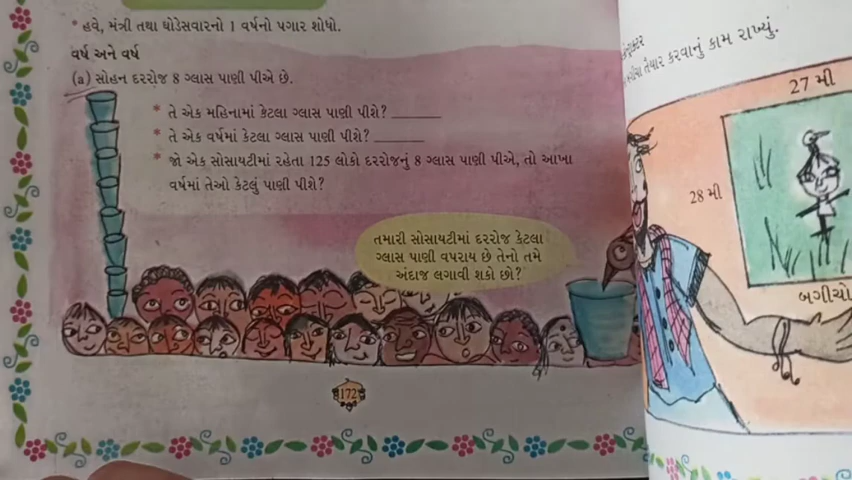 * હવે, મંત્રી તથા ઘોડેસવારનો 1 વર્ષનો પગાર શોધો.
વર્ષ અને વર્ષ
(a) સોહન દરરોજ 8 ગ્લાસ પાણી પીએ છે.
* તે એક મહિનામાં કેટલા ગ્લાસ પાણી પીશે? ________
* તે એક વર્ષમાં કેટલા ગ્લાસ પાણી પીશે? ________
* જો એક સોસાયટીમાં રહેતા 125 લોકો દરરોજનું 8 ગ્લાસ પાણી પીએ, તો આખા
વર્ષમાં તેઓ કેટલું પાણી પીશે?
તમારી સોસાયટીમાં દરરોજ કેટલા
ગ્લાસ પાણી વપરાય છે તેનો તમે
અંદાજ લગાવી શકો છો?
172
તૈયાર કરવાનું કામ રાખ્યું.
27 મી
28 મી
બગીચો